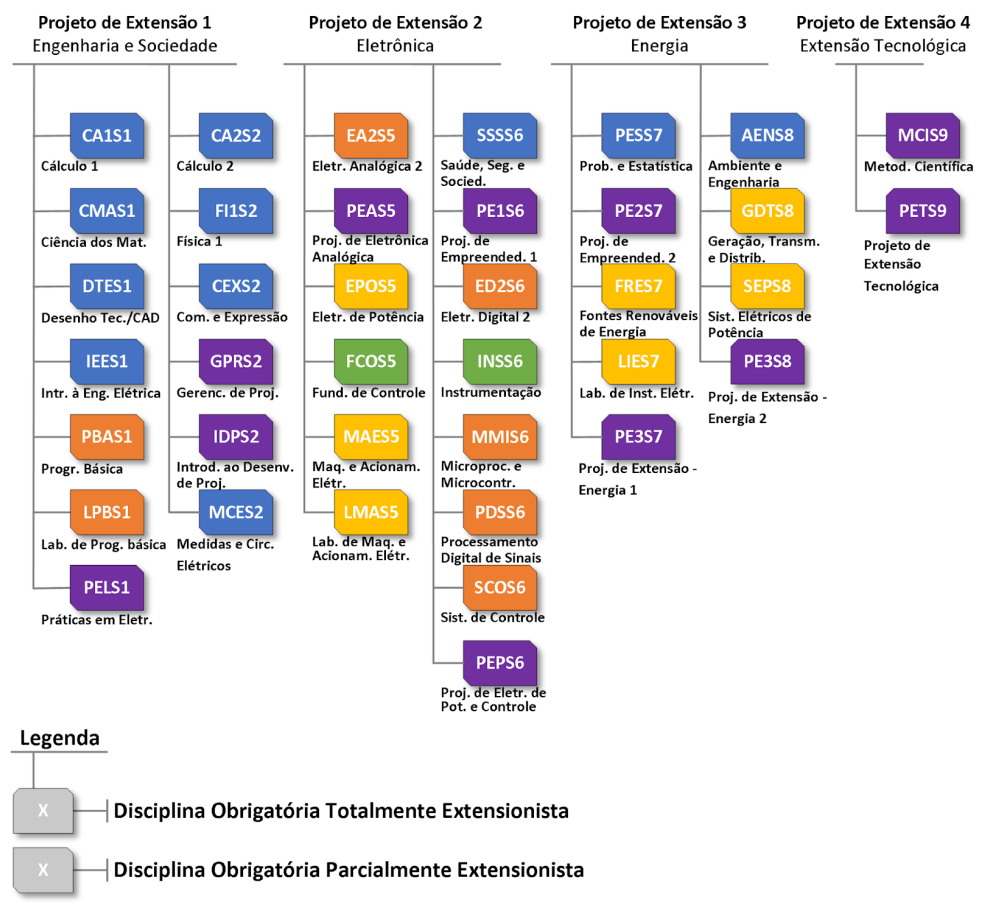 Projeto de Extensão 1
Engenharia e Sociedade
CA1S1
Cálculo 1
CMAS1
Ciência dos Mat.
DTES1
Desenho Tec./CAD
IEES1
Intr. à Eng. Elétrica
PBAS1
Progr. Básica
LPBS1
Lab. de Prog. básica
PELS1
Práticas em Eletr.
CA2S2
Cálculo 2
FI1S2
Física 1
CEXS2
Com. e Expressão
GPRS2
Gerenc. de Proj.
IDPS2
Introd. ao Desenv.
de Proj.
MCES2
Medidas e Circ.
Elétricos
Projeto de Extensão 2
Eletrônica
EA2S5
Eletr. Analógica 2
PEAS5
Proj. de Eletrônica
Analógica
EPOS5
Eletr. de Potência
FCOS5
Fund. de Controle
MAES5
Maq. e Acionam.
Elétr.
LMAS5
Lab. de Maq. e
Acionam. Elétr.
SSSS6
Saúde, Seg. e
Socied.
PE1S6
Proj. de
Empreended. 1
ED2S6
Eletr. Digital 2
INSS6
Instrumentação
MMIS6
Microproc. e
Microcontr.
PDSS6
Processamento
Digital de Sinais
SCOS6
Sist. de Controle
PEPS6
Proj. de Eletr. de
Pot. e Controle
Projeto de Extensão 3
Energia
PESS7
Prob. e Estatística
PE2S7
Proj. de
Empreended. 2
FRES7
Fontes Renováveis
de Energia
LIES7
Lab. de Inst. Elétr.
PE3S7
Proj. de Extensão -
Energia 1
AENS8
Ambiente e
Engenharia
GDTS8
Geração, Transm.
e Distrib.
SEPS8
Sist. Elétricos de
Potência
PE3S8
Proj. de Extensão -
Energia 2
Projeto de Extensão 4
Extensão Tecnológica
MCIS9
Metod. Científica
PETS9
Projeto de
Extensão
Tecnológica
Legenda
X
Disciplina Obrigatória Totalmente Extensionista
X
Disciplina Obrigatória Parcialmente Extensionista